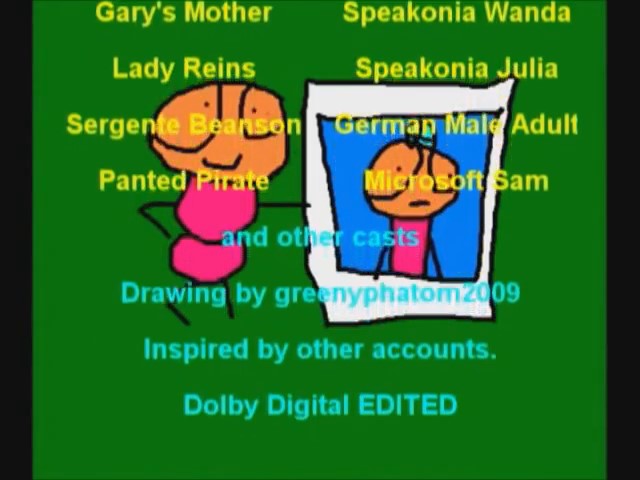 Gary's Mother Speakonia Wanda
Lady Reins Speakonia Julia
Sergente Beanson German Male Adult
Panted Pirate Microsoft Sam
and other casts
Drawing by greenyphatom2009
Inspired by other accounts.
Dolby Digital EDITED